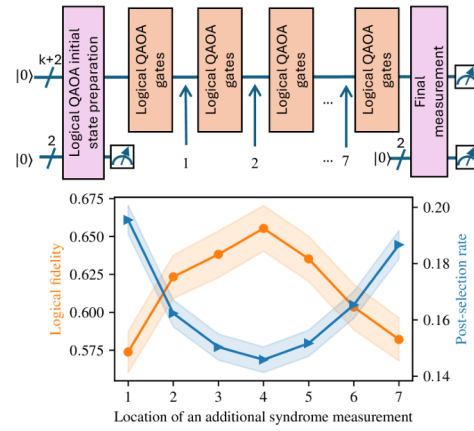 k+2
|0⟩
2
|0⟩
Logical QAOA initial
state preparation
Logical QAOA
gates
Logical QAOA
gates
Logical QAOA
gates
Logical QAOA
gates
...
1
2
... 7
2
|0⟩
Final
measurement
0.675
0.650
0.625
0.600
0.575
Logical fidelity
0.20
0.18
0.16
0.14
Post-selection rate
1 2 3 4 5 6 7
Location of an additional syndrome measurement